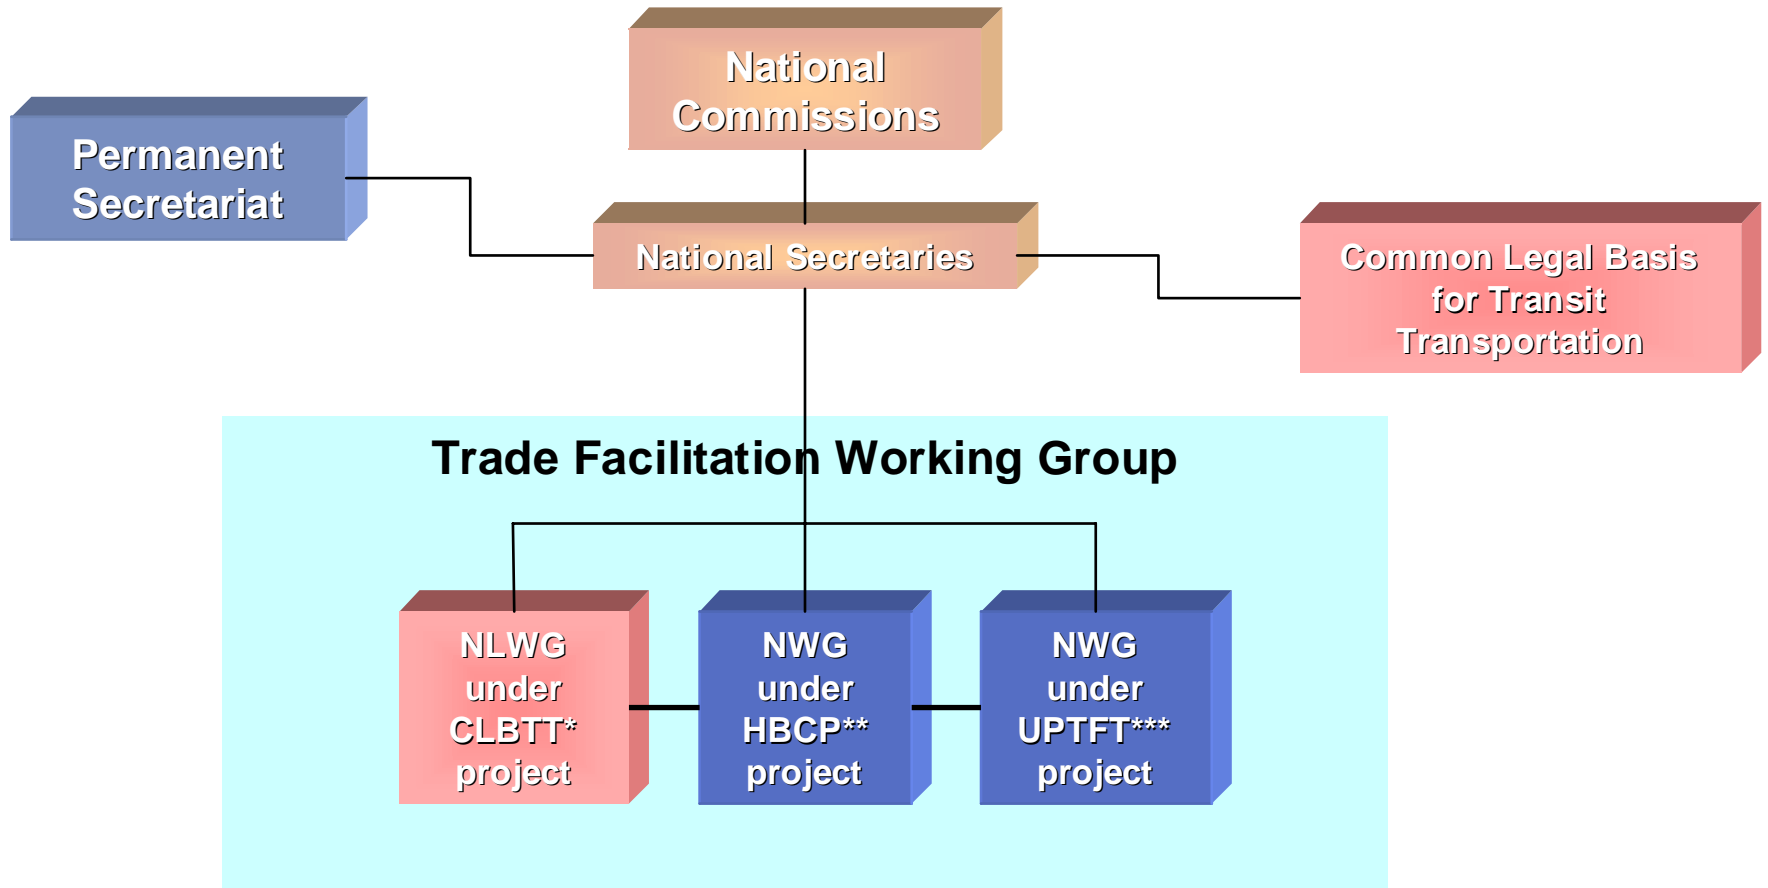 National
Commissions
Permanent
Secretariat
National Secretaries
Common Legal Basis
for Transit
Transportation
Trade Facilitation Working Group
NLWG
under
CLBTT*
project
NWG
under
HBCP**
project
NWG
under
UPTFT***
project